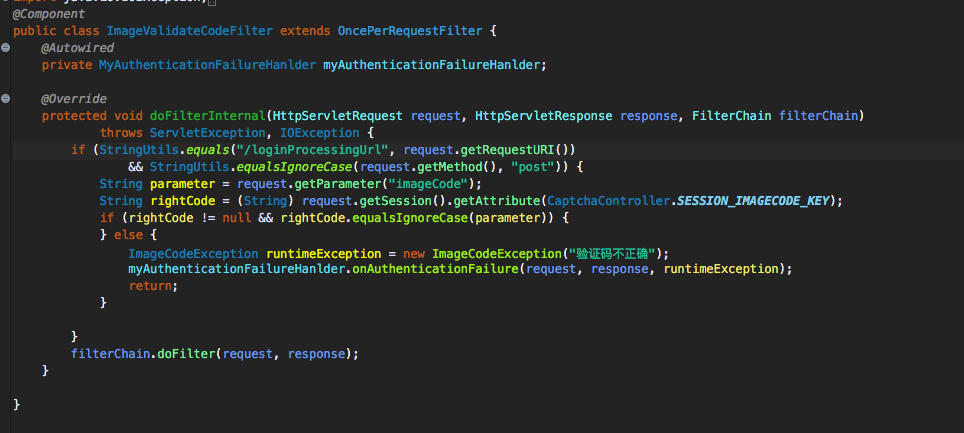 @Component
public class ImageValidateCodeFilter extends OncePerRequestFilter {
@Autowired
private MyAuthenticationFailureHanlder myAuthenticationFailureHanlder;
@Override
protected void doFilterInternal(HttpServletRequest request, HttpServletResponse response, FilterChain filterChain)
throws ServletException, IOException {
if (StringUtils.equals("/loginProcessingUrl", request.getRequestURI())
&& StringUtils.equalsIgnoreCase(request.getMethod(), "post")) {
String parameter = request.getParameter("imageCode");
String rightCode = (String) request.getSession().getAttribute(CaptchaController.SESSION_IMAGECODE_KEY);
if (rightCode != null && rightCode.equalsIgnoreCase(parameter)) {
} else {
ImageCodeException runtimeException = new ImageCodeException("验证码不正确");
myAuthenticationFailureHanlder.onAuthenticationFailure(request, response, runtimeException);
return;
}
}
filterChain.doFilter(request, response);
}
}